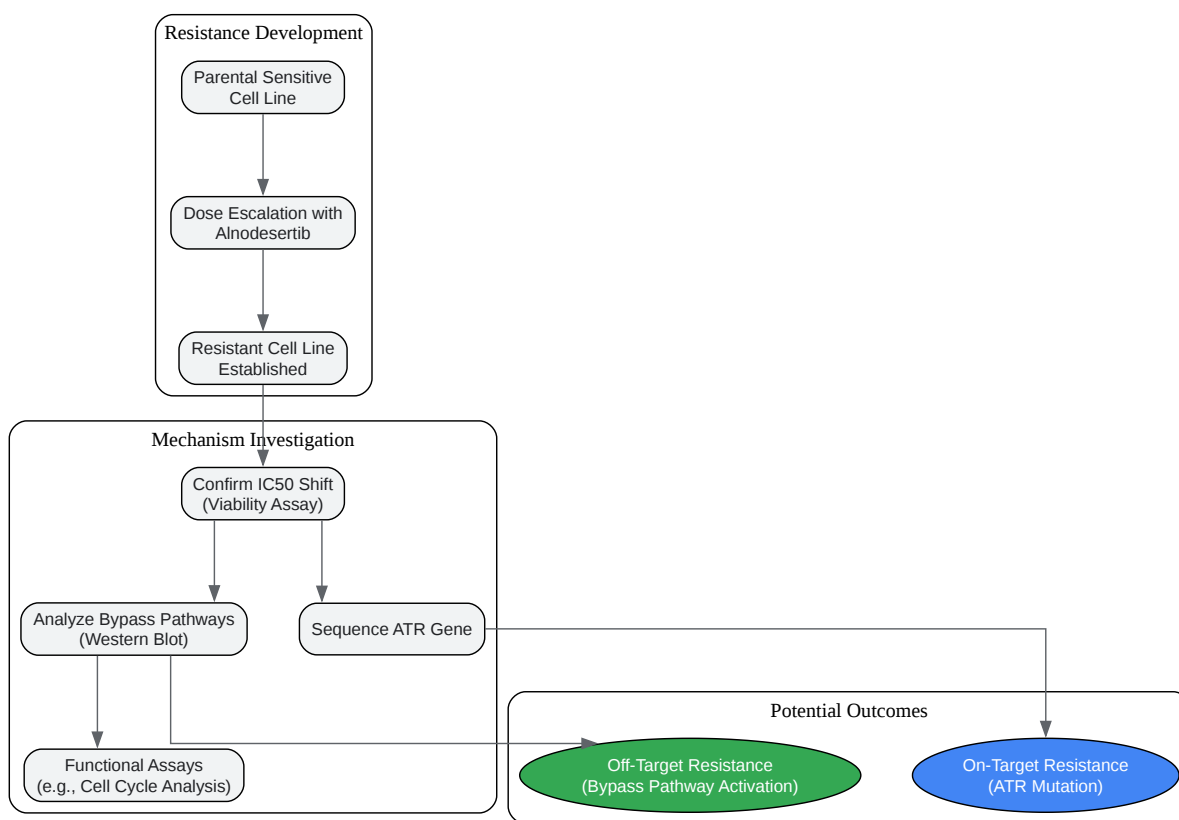 Resistance Development
Parental Sensitive
Cell Line
Dose Escalation with
Alnodesertib
Resistant Cell Line
Established
Mechanism Investigation
Confirm IC50 Shift
(Viability Assay)
Analyze Bypass Pathways
(Western Blot)
Sequence ATR Gene
Functional Assays
(e.g., Cell Cycle Analysis)
Potential Outcomes
Off-Target Resistance
(Bypass Pathway Activation)
On-Target Resistance
(ATR Mutation)